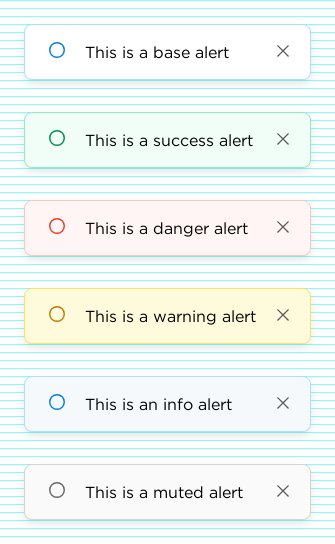 This is a base alert
This is a success alert
This is a danger alert
This is a warning alert
This is an info alert
This is a muted alert